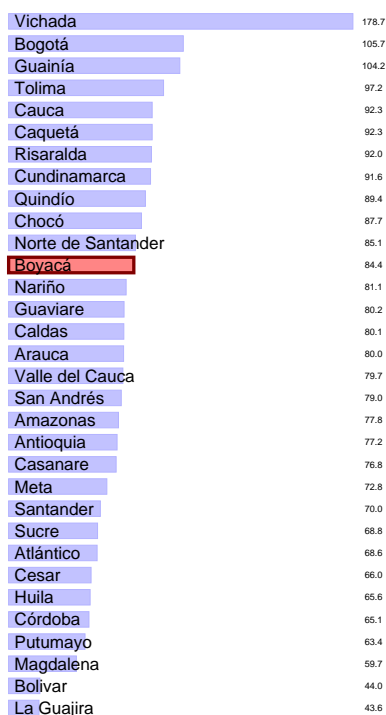 Vichada 178.7
Bogotá 105.7
Guainía 104.2
Tolima 97.2
Cauca 92.3
Caquetá 92.3
Risaralda 92.0
Cundinamarca 91.6
Quindío 89.4
Chocó 87.7
Norte de Santander 85.1
Boyacá 84.4
Nariño 81.1
Guaviare 80.2
Caldas 80.1
Arauca 80.0
Valle del Cauca 79.7
San Andrés 79.0
Amazonas 77.8
Antioquia 77.2
Casanare 76.8
Meta 72.8
Santander 70.0
Sucre 68.8
Atlántico 68.6
Cesar 66.0
Huila 65.6
Córdoba 65.1
Putumayo 63.4
Magdalena 59.7
Bolivar 44.0
La Guajira 43.6